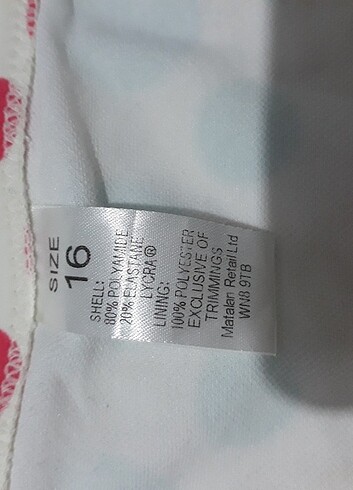 SIZE
16
SHELL:
80% POLYAMIDE
20% ELASTANE
LYCRA ®
LINING:
100% POLYESTER
EXCLUSIVE OF
TRIMMINGS
Matalan Retail Ltd
WN8 9TB